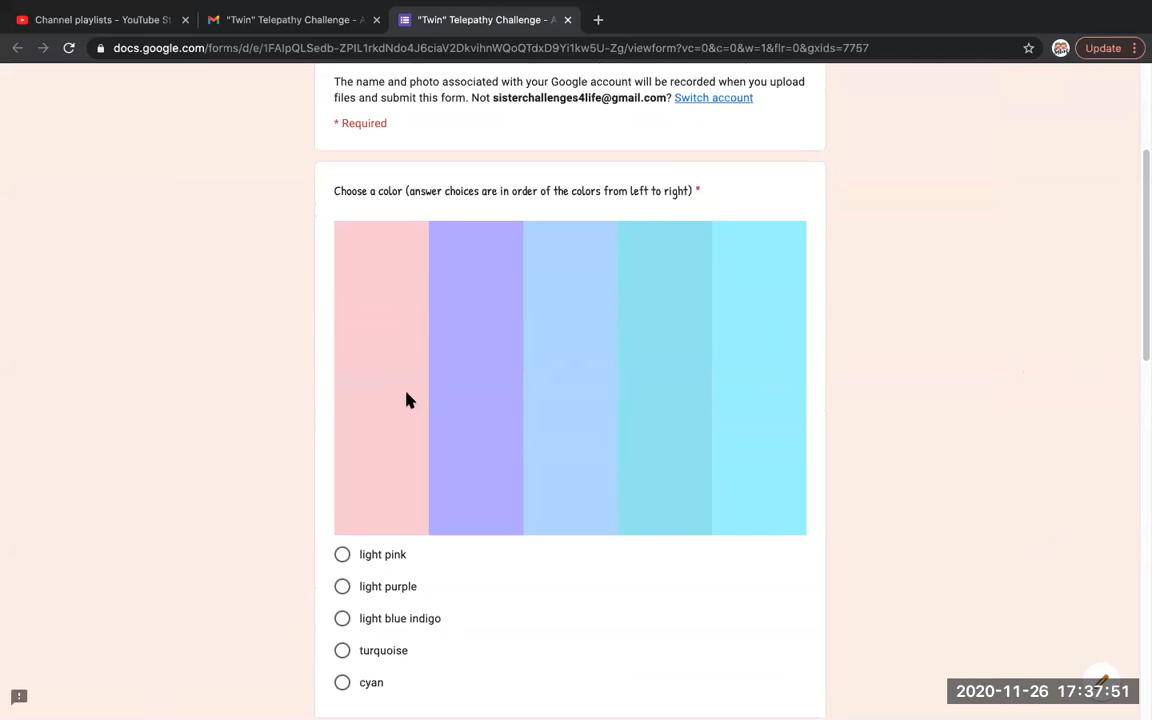 Channel playlists - YouTube St
"Twin" Telepathy Challenge - A
"Twin" Telepathy Challenge - A
docs.google.com/forms/d/e/1FAIpQLSedb-ZPIL1rkdNdo4J6ciaV2DkvihnWQoQTdxD9Yi1kw5U-Zg/viewform?vc=0&c=0&w=1&flr=0&gxids=7757
Update
The name and photo associated with your Google account will be recorded when you upload
files and submit this form. Not sisterchallenges4life@gmail.com? Switch account
* Required
Choose a color (answer choices are in order of the colors from left to right) *
light pink
light purple
light blue indigo
turquoise
cyan
2020-11-26 17:37:51